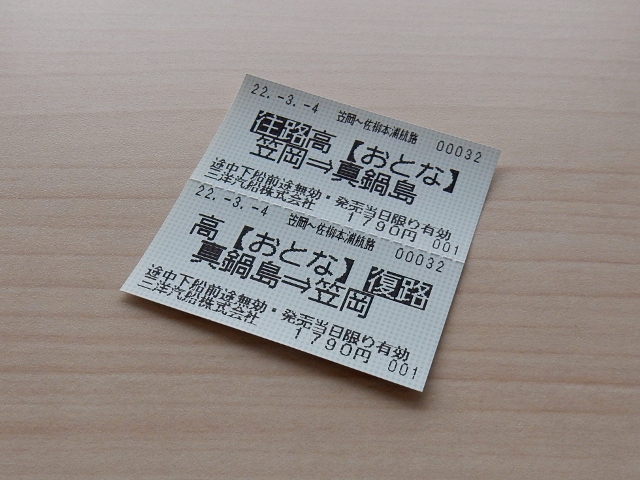 22.-3.-4 笠岡～佐柳本浦航路 00032
往路 高 【おとな】
笠岡⇒真鍋島
途中下船前途無効・発売当日限り有効
三洋汽船株式会社 1790円 001
22.-3.-4 笠岡～佐柳本浦航路 00032
高 【おとな】 復路
真鍋島⇒笠岡
途中下船前途無効・発売当日限り有効
三洋汽船株式会社 1790円 001